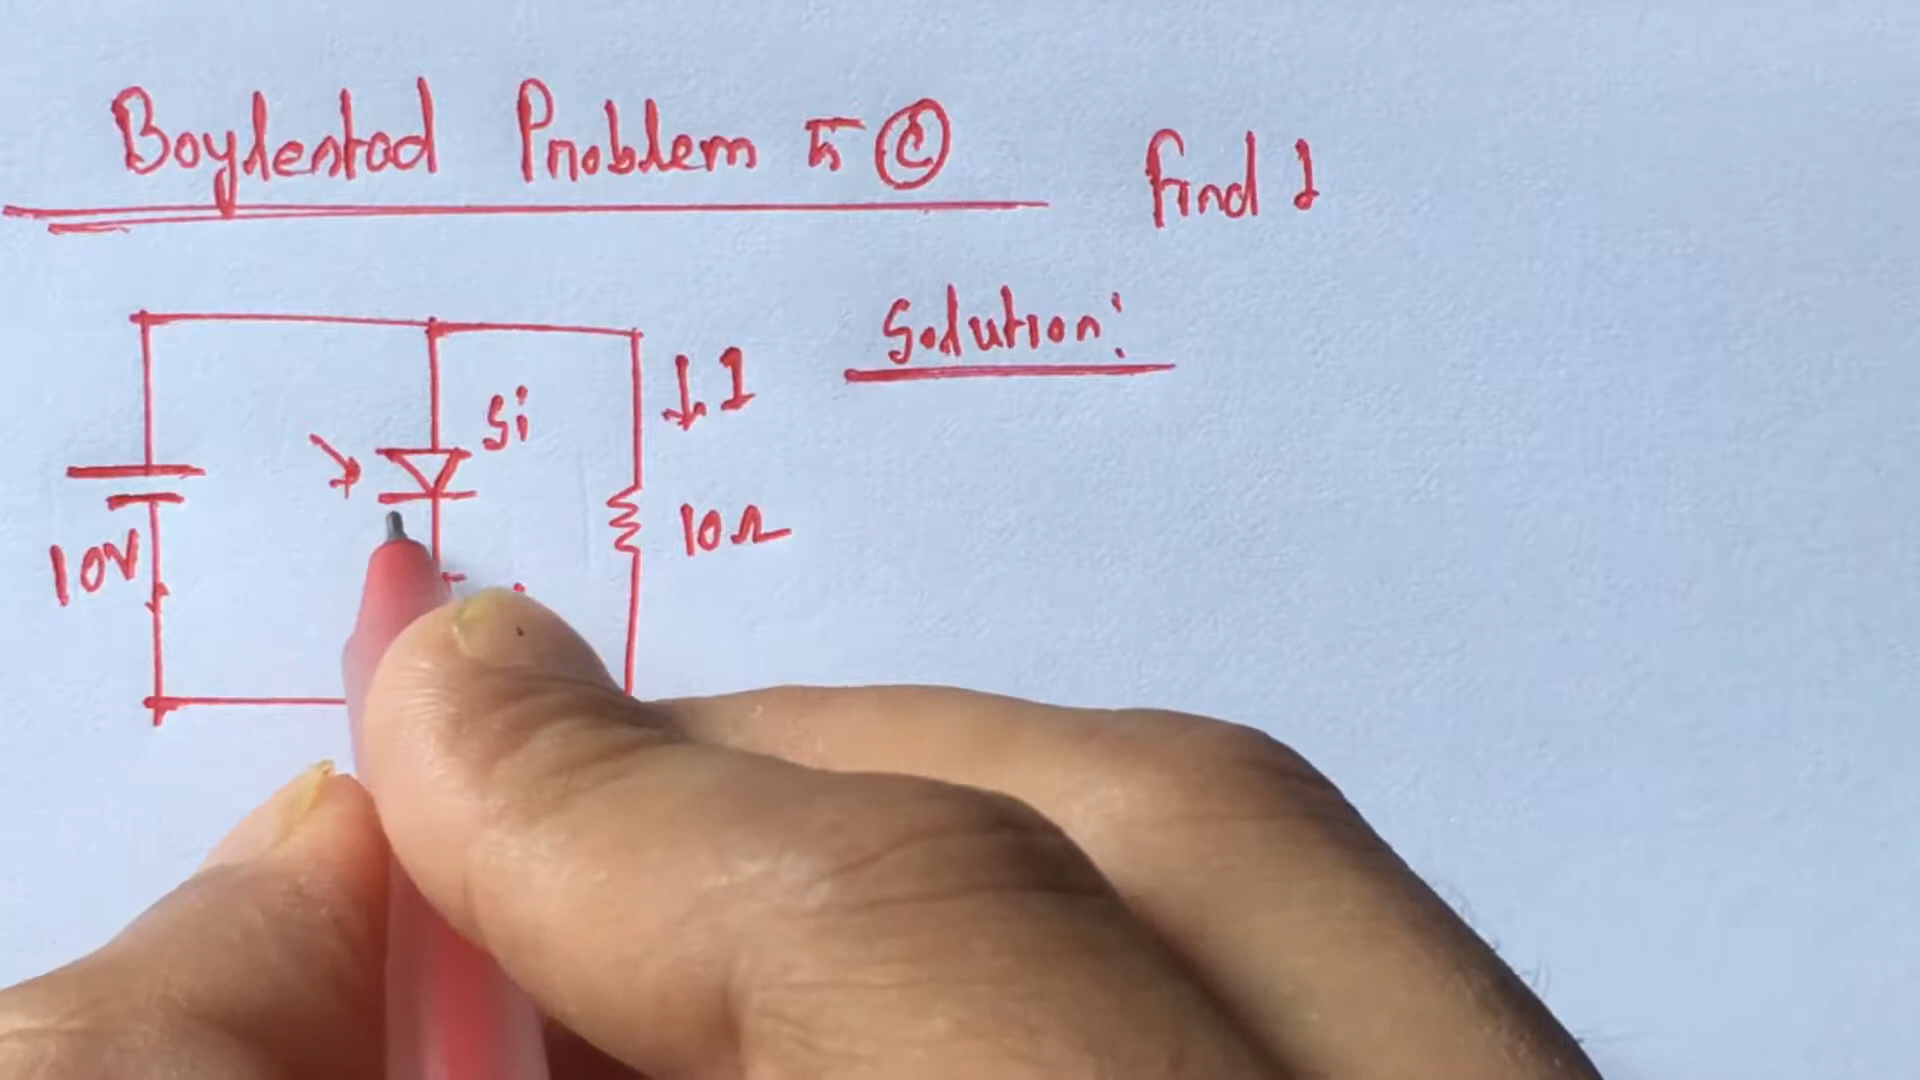 Boylestad Problem 5 ©
Find I
Solution:
↓ I
Si
10V
10Ω